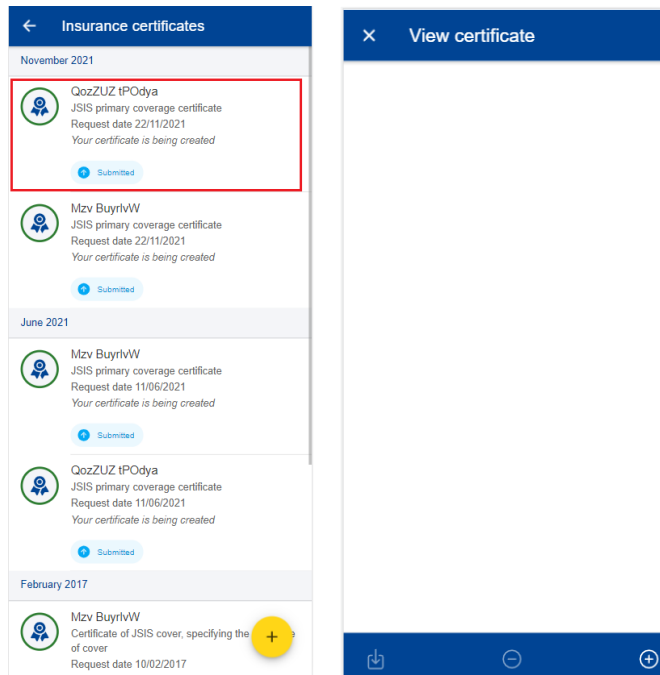 Insurance certificates
November 2021
QozZUZ tPOdya
JSIS primary coverage certificate
Request date 22/11/2021
Your certificate is being created
Submitted
Mzv BuyrlvW
JSIS primary coverage certificate
Request date 22/11/2021
Your certificate is being created
Submitted
June 2021
Mzv BuyrlvW
JSIS primary coverage certificate
Request date 11/06/2021
Your certificate is being created
Submitted
QozZUZ tPOdya
JSIS primary coverage certificate
Request date 11/06/2021
Your certificate is being created
Submitted
February 2017
Mzv BuyrlvW
Certificate of JSIS cover, specifying the
of cover
Request date 10/02/2017
View certificate